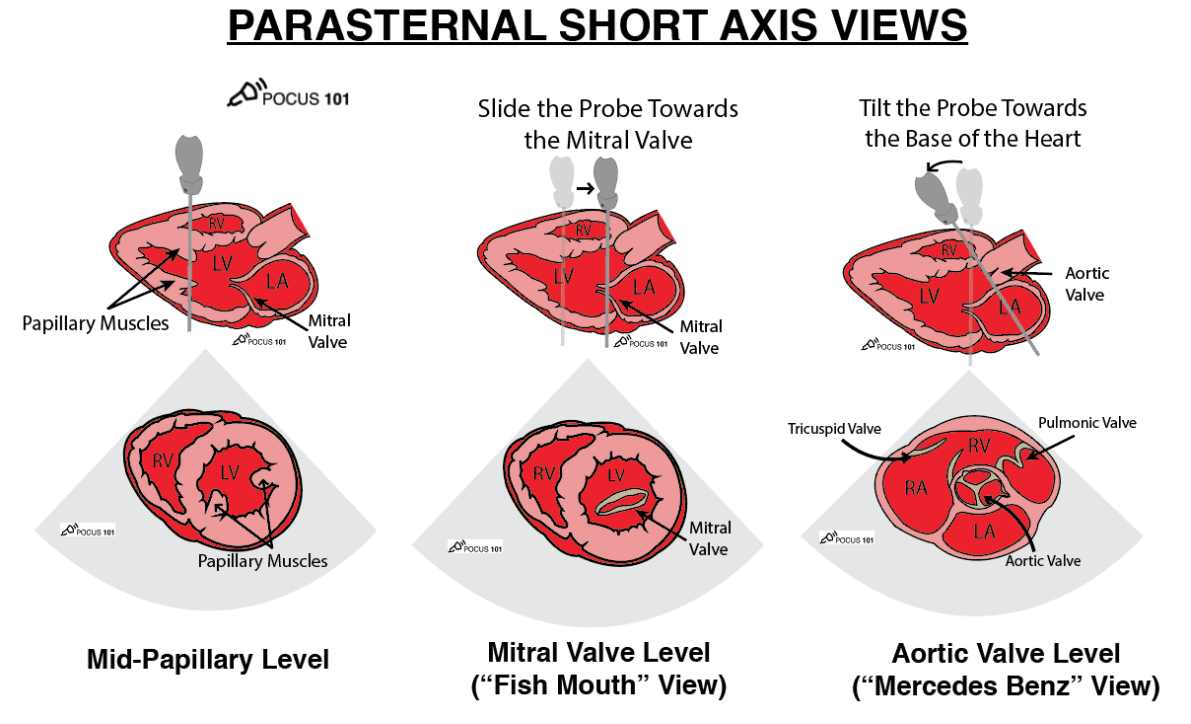 PARASTERNAL SHORT AXIS VIEWS
POCUS 101
RV
LV
LA
Papillary Muscles
Mitral
Valve
POCUS 101
RV
LV
Papillary Muscles
POCUS 101
Mid-Papillary Level
Slide the Probe Towards
the Mitral Valve
RV
LV
LA
Mitral
Valve
POCUS 101
RV
LV
Mitral
Valve
POCUS 101
Mitral Valve Level
(“Fish Mouth” View)
Tilt the Probe Towards
the Base of the Heart
RV
LV
LA
Aortic
Valve
POCUS 101
Tricuspid Valve
Pulmonic Valve
RV
RA
LA
Aortic Valve
POCUS 101
Aortic Valve Level
(“Mercedes Benz” View)